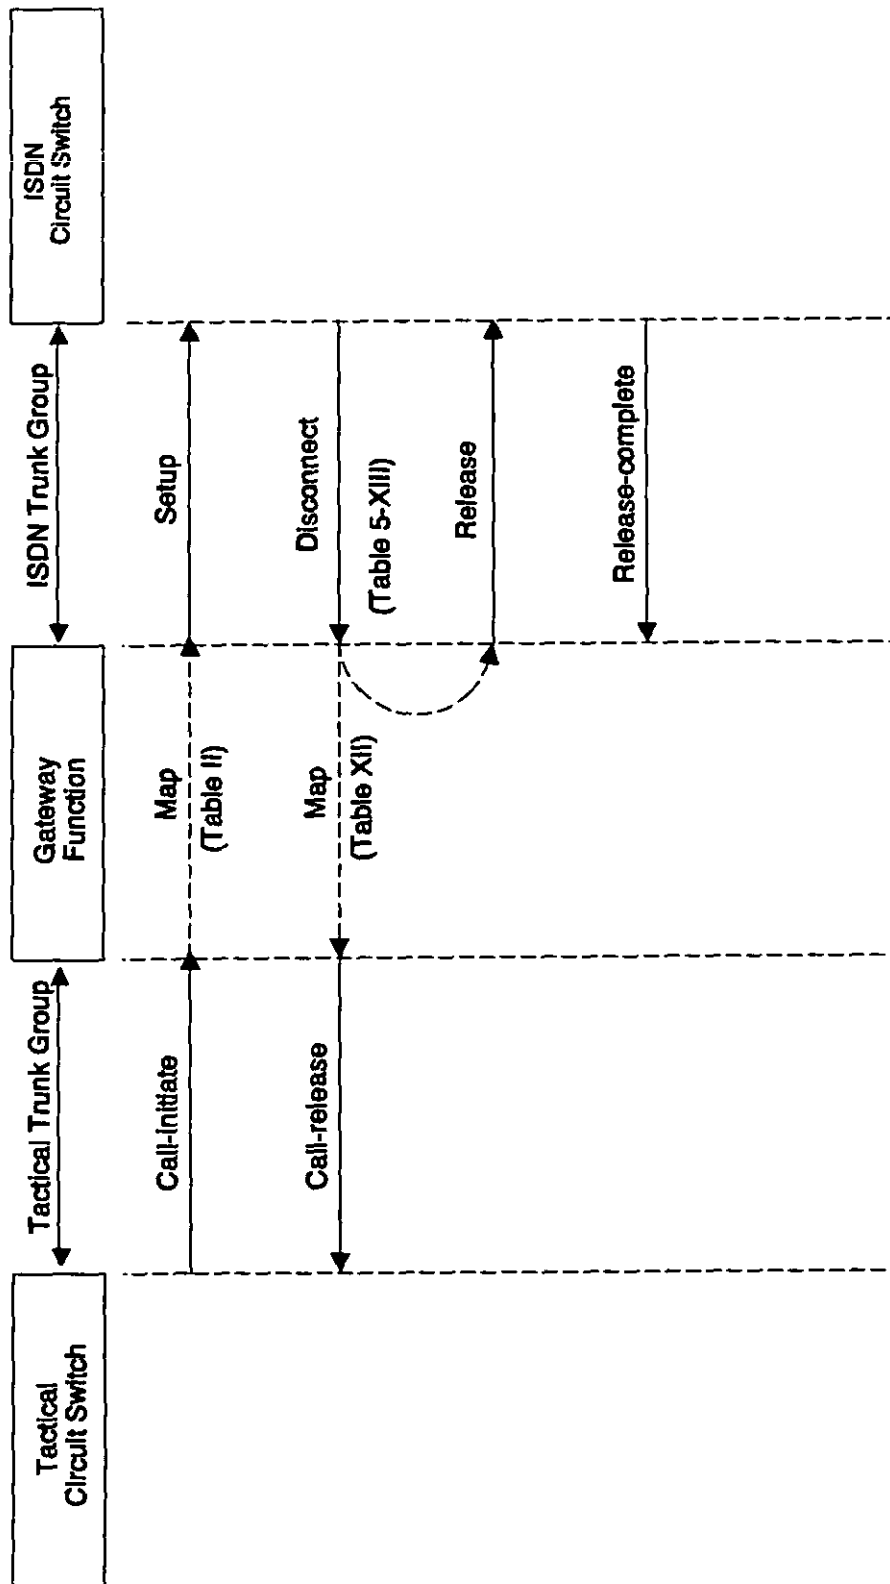 Tactical
Circuit Switch
Tactical Trunk Group
Gateway
Function
ISDN Trunk Group
ISDN
Circuit Switch
Call-initiate
Map
(Table II)
Setup
Call-release
Map
(Table XII)
Disconnect
(Table 5-XIII)
Release
Release-complete